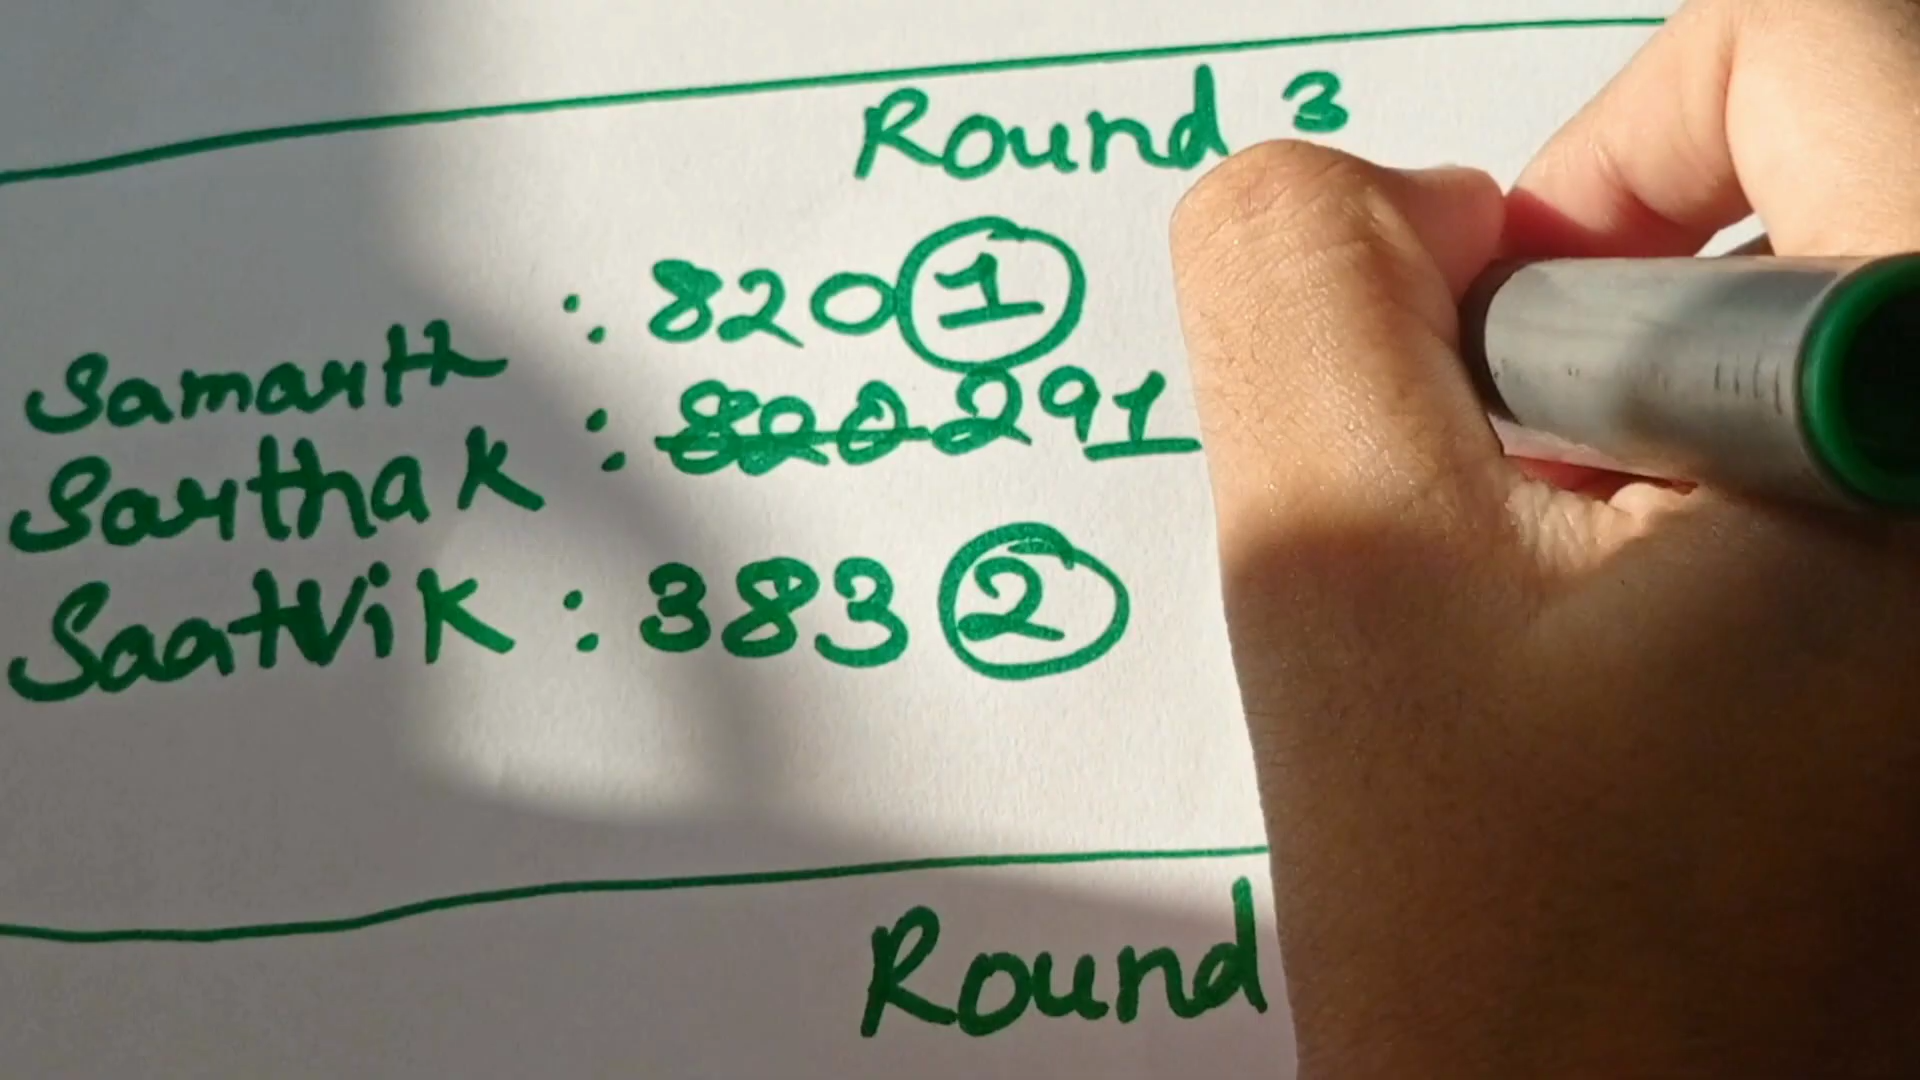 Round 3
Samarth : 820 1
Sarthak : 820 291
Saatvik : 383 2
Round